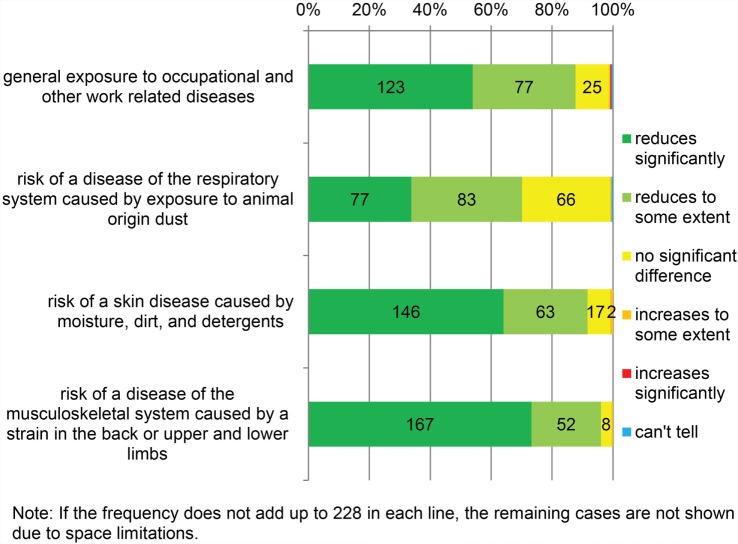 0% 20% 40% 60% 80% 100%
general exposure to occupational and
other work related diseases
123 77 25
risk of a disease of the respiratory
system caused by exposure to animal
origin dust
77 83 66
risk of a skin disease caused by
moisture, dirt, and detergents
146 63 17 2
risk of a disease of the
musculoskeletal system caused by a
strain in the back or upper and lower
limbs
167 52 8
reduces
significantly
reduces to
some extent
no significant
difference
increases to
some extent
increases
significantly
can't tell
Note: If the frequency does not add up to 228 in each line, the remaining cases are not shown
due to space limitations.